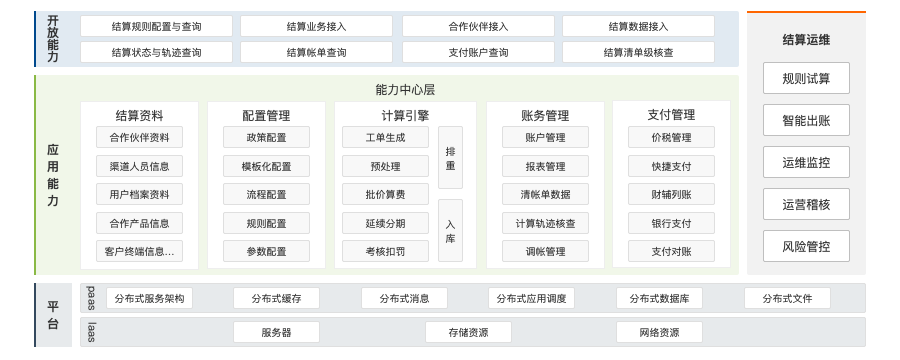 开放能力
结算规则配置与查询
结算业务接入
合作伙伴接入
结算数据接入
结算状态与轨迹查询
结算帐单查询
支付账户查询
结算清单级核查
应用能力
能力中心层
结算资料
合作伙伴资料
渠道人员信息
用户档案资料
合作产品信息
客户终端信息...
配置管理
政策配置
模板化配置
流程配置
规则配置
参数配置
计算引擎
工单生成
预处理
批价算费
延续分期
考核扣罚
排重
入库
账务管理
账户管理
报表管理
清帐单数据
计算轨迹核查
调帐管理
支付管理
价税管理
快捷支付
财辅列账
银行支付
支付对账
结算运维
规则试算
智能出账
运维监控
运营稽核
风险管控
平台
paas
分布式服务架构
分布式缓存
分布式消息
分布式应用调度
分布式数据库
分布式文件
Iaas
服务器
存储资源
网络资源